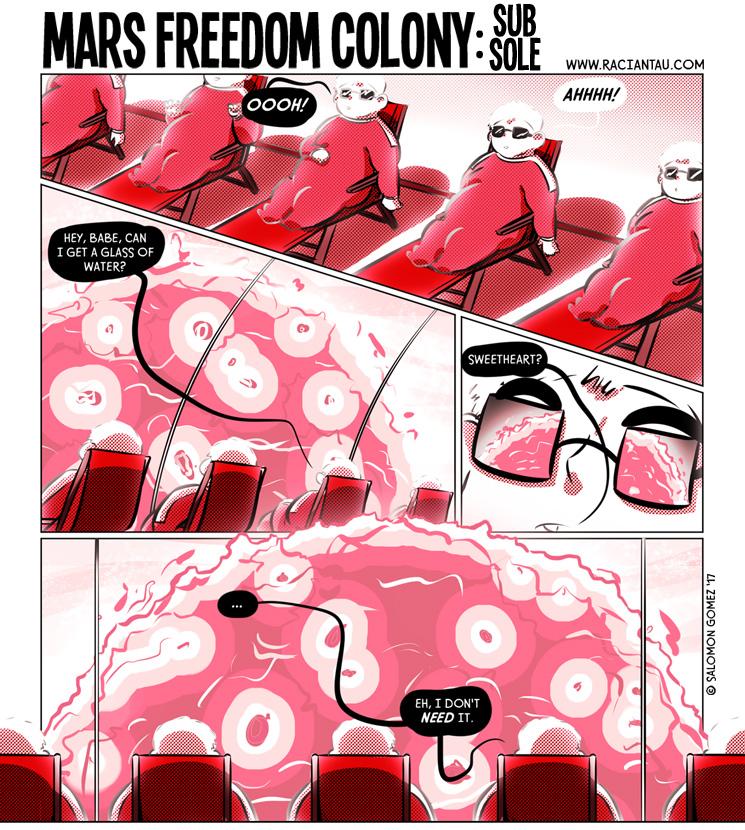 MARS FREEDOM COLONY: SUB
SOLE
WWW.RACIANTAU.COM
OOOH!
AHHHH!
HEY, BABE, CAN
I GET A GLASS OF
WATER?
SWEETHEART?
...
EH, I DON'T
NEED IT.
© SALOMON GOMEZ '17